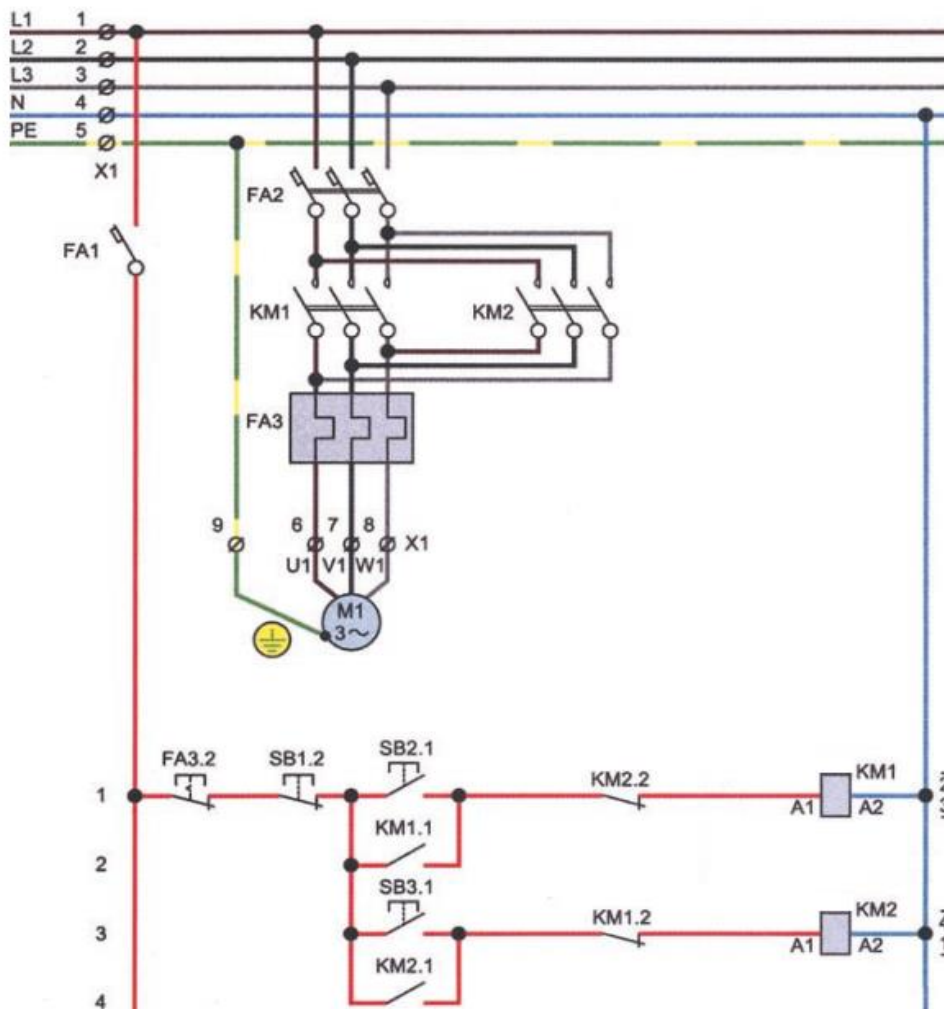 L1 1
L2 2
L3 3
N 4
PE 5
X1
FA2
FA1
KM1
KM2
FA3
9 6 7 8 X1
U1 V1 W1
M1
3~
FA3.2 SB1.2 SB2.1 KM2.2 KM1
1 A1 A2
KM1.1
2
SB3.1 KM1.2 KM2
3 A1 A2
KM2.1
4